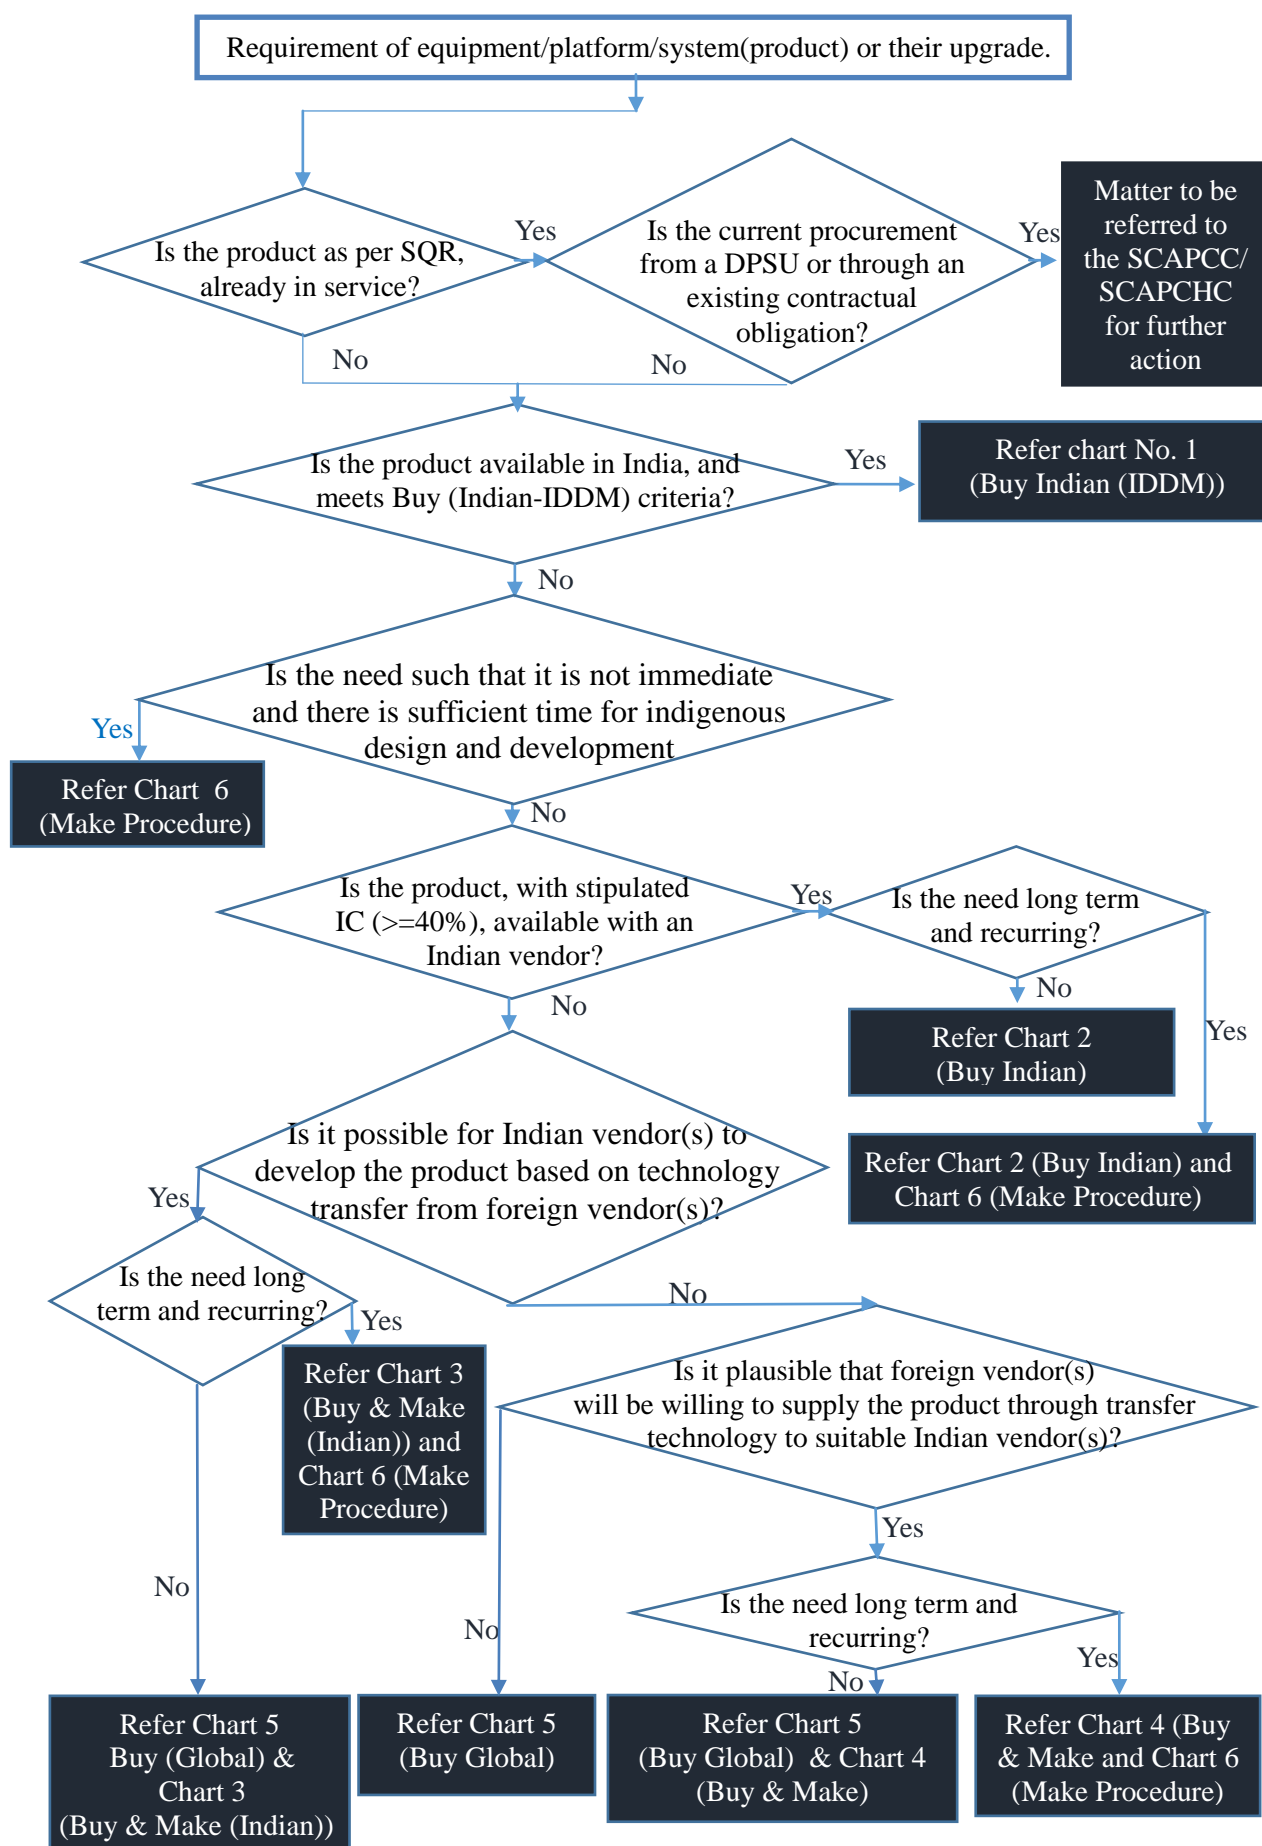 Requirement of equipment/platform/system(product) or their upgrade.
Is the product as per SQR,
already in service?
Yes
Is the current procurement
from a DPSU or through an
existing contractual
obligation?
Yes
Matter to be
referred to
the SCAPCC/
SCAPCHC
for further
action
No
No
Is the product available in India, and
meets Buy (Indian-IDDM) criteria?
Yes
Refer chart No. 1
(Buy Indian (IDDM))
No
Is the need such that it is not immediate
and there is sufficient time for indigenous
design and development
Yes
Refer Chart 6
(Make Procedure)
No
Is the product, with stipulated
IC (>=40%), available with an
Indian vendor?
Yes
Is the need long term
and recurring?
No
Refer Chart 2
(Buy Indian)
Yes
Refer Chart 2 (Buy Indian) and
Chart 6 (Make Procedure)
No
Is it possible for Indian vendor(s) to
develop the product based on technology
transfer from foreign vendor(s)?
Yes
Is the need long
term and recurring?
Yes
Refer Chart 3
(Buy & Make
(Indian)) and
Chart 6 (Make
Procedure)
No
Is it plausible that foreign vendor(s)
will be willing to supply the product through transfer
technology to suitable Indian vendor(s)?
Yes
Is the need long term and
recurring?
No
No
No
Yes
Refer Chart 5
Buy (Global) &
Chart 3
(Buy & Make (Indian))
Refer Chart 5
(Buy Global)
Refer Chart 5
(Buy Global) & Chart 4
(Buy & Make)
Refer Chart 4 (Buy
& Make and Chart 6
(Make Procedure)